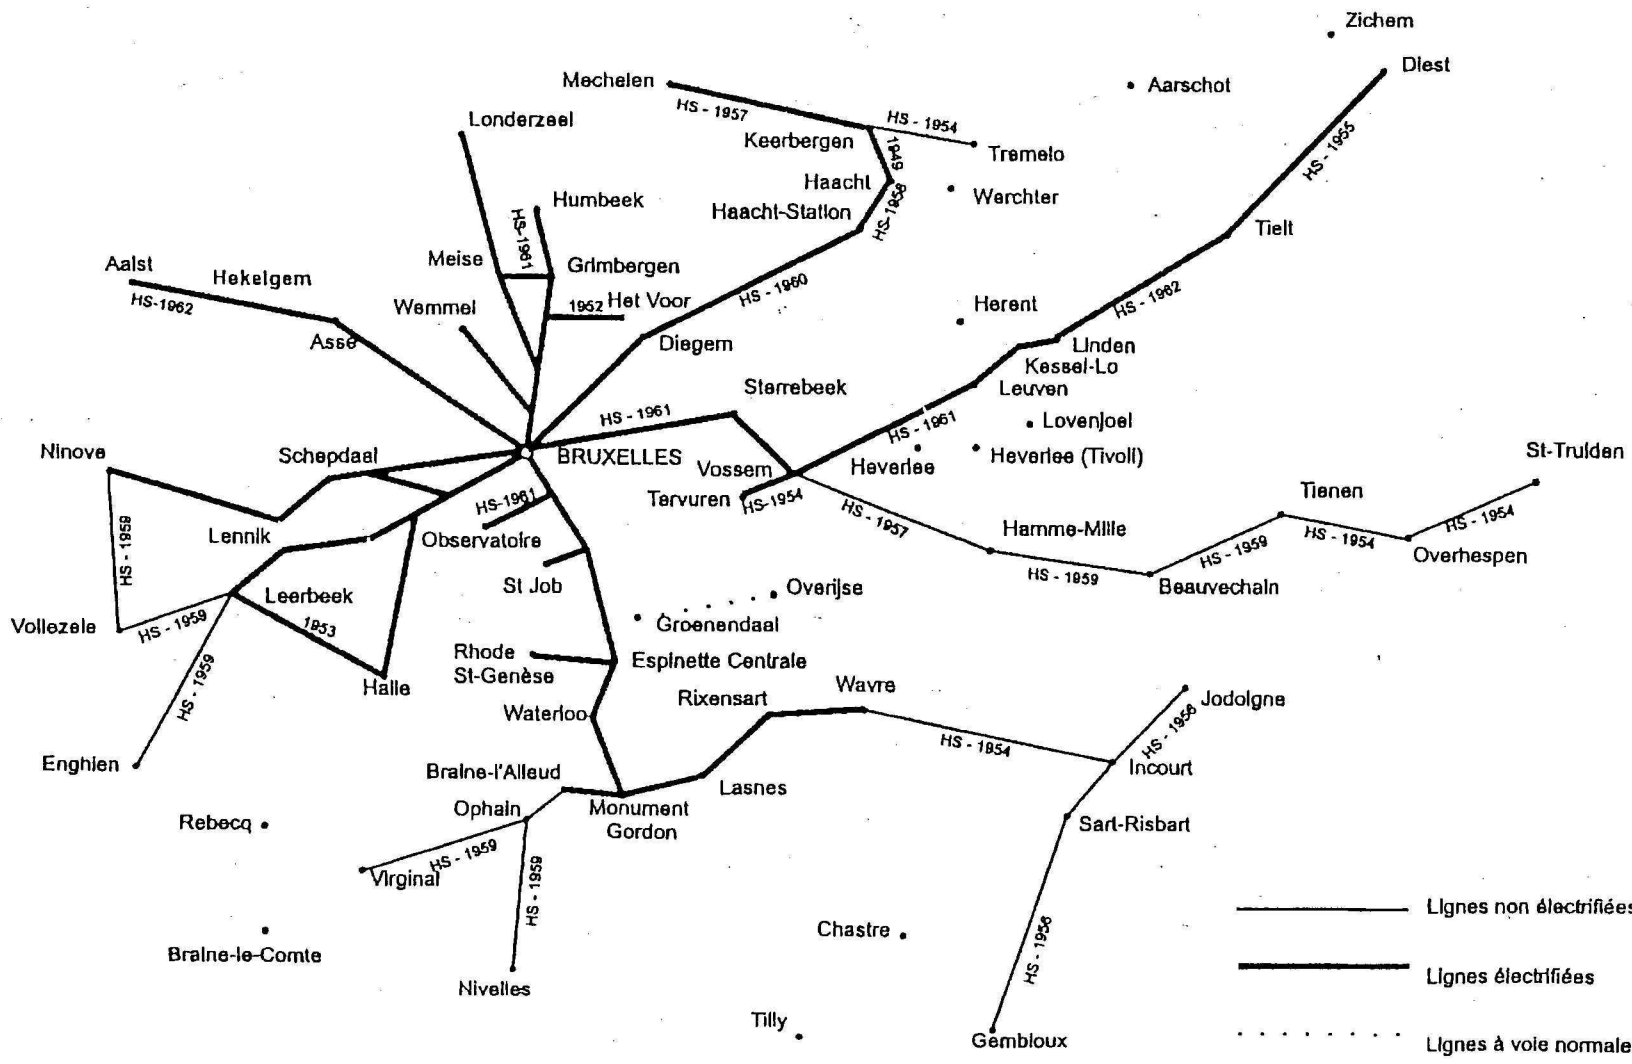 Zichem
Diest
Mechelen
Aarschot
HS - 1957
HS - 1954
Londerzeel
Keerbergen
1949
Tremelo
HS - 1955
Haacht
Werchter
Humbeek
Haacht-Station
HS-1958
HS-1961
Tielt
Aalst
Hekelgem
Meise
Grimbergen
HS-1962
Wemmel
1952
Het Voor
HS - 1960
Herent
HS - 1962
Asse
Diegem
Linden
Kessel-Lo
Sterrebeek
Leuven
HS - 1961
HS - 1961
Lovenjoel
Ninove
Schepdaal
BRUXELLES
Vossem
Heverlee
Heverlee (Tivoli)
St-Truiden
Tervuren
HS-1954
Tienen
HS-1961
HS - 1957
HS - 1954
HS - 1959
Lennik
Observatoire
Hamme-Mille
HS - 1959
HS - 1954
Overhespen
St Job
HS - 1959
Beauvechain
Overijse
Leerbeek
Vollezele
HS - 1959
1953
Groenendaal
HS - 1959
Rhode
St-Genèse
Espinette Centrale
Halle
Rixensart
Wavre
Jodoigne
Waterloo
HS - 1954
HS - 1956
Enghien
Braine-l'Alleud
Incourt
Lasnes
Ophain
Monument
Gordon
Rebecq
Sart-Risbart
HS - 1959
HS - 1959
Virginal
Lignes non électrifiées
Chastre
HS - 1956
Braine-le-Comte
Lignes électrifiées
Nivelles
Tilly
Gembloux
Lignes à voie normale